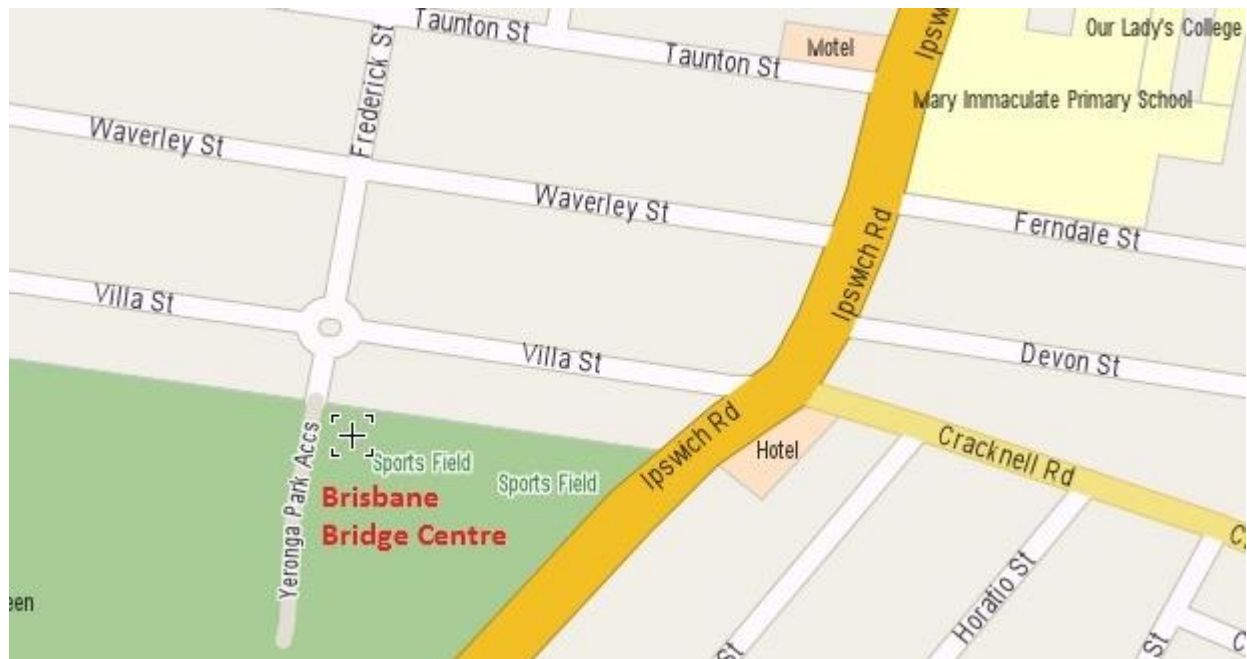 Taunton St
Our Lady's College
Ipsw
Frederick St
Motel
Taunton St
Mary Immaculate Primary School
Waverley St
Waverley St
Ferndale St
Ipswich Rd
Villa St
Villa St
Devon St
Ipswich Rd
Hotel
Cracknell Rd
Sports Field
Sports Field
Yeronga Park Accs
Brisbane
Bridge Centre
C
Horatio St
een
St
St
C